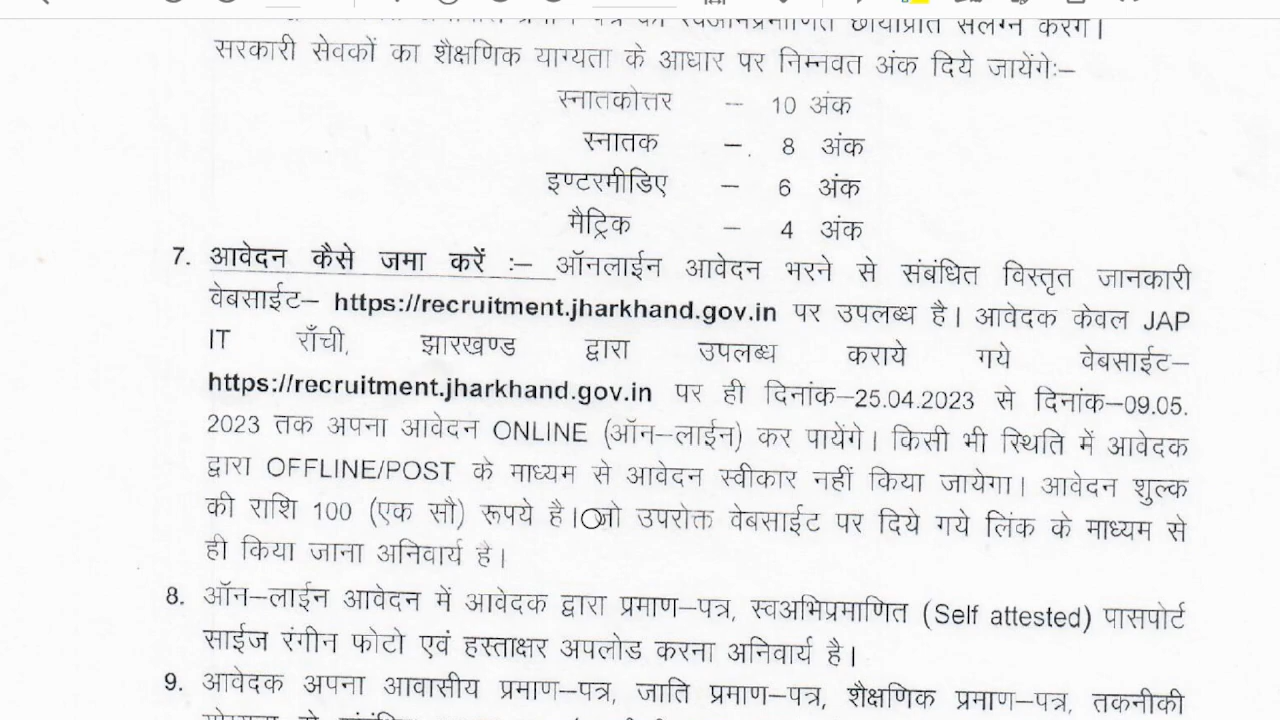 स्वअभिप्रमाणित छायाप्रति संलग्न करेंगे।
सरकारी सेवकों का शैक्षणिक याग्यता के आधार पर निम्नवत अंक दिये जायेंगेः–
स्नातकोत्तर – 10 अंक
स्नातक – 8 अंक
इण्टरमीडिए – 6 अंक
मैट्रिक – 4 अंक
7. आवेदन कैसे जमा करें :– ऑनलाईन आवेदन भरने से संबंधित विस्तृत जानकारी
वेबसाईट– https://recruitment.jharkhand.gov.in पर उपलब्ध है। आवेदक केवल JAP
IT राँची, झारखण्ड द्वारा उपलब्ध कराये गये वेबसाईट–
https://recruitment.jharkhand.gov.in पर ही दिनांक–25.04.2023 से दिनांक–09.05.
2023 तक अपना आवेदन ONLINE (ऑन–लाईन) कर पायेंगे। किसी भी स्थिति में आवेदक
द्वारा OFFLINE/POST के माध्यम से आवेदन स्वीकार नहीं किया जायेगा। आवेदन शुल्क
की राशि 100 (एक सौ) रूपये है। जो उपरोक्त वेबसाईट पर दिये गये लिंक के माध्यम से
ही किया जाना अनिवार्य है।
8. ऑन–लाईन आवेदन में आवेदक द्वारा प्रमाण–पत्र, स्वअभिप्रमाणित (Self attested) पासपोर्ट
साईज रंगीन फोटो एवं हस्ताक्षर अपलोड करना अनिवार्य है।
9. आवेदक अपना आवासीय प्रमाण–पत्र, जाति प्रमाण–पत्र, शैक्षणिक प्रमाण–पत्र, तकनीकी